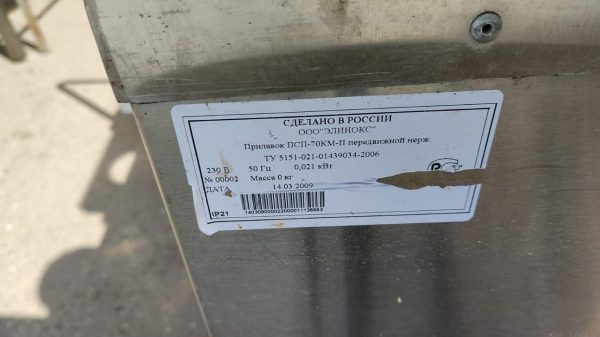 СДЕЛАНО В РОССИИ
ООО"ЭЛИНОКС"
Прилавок ПСП-70КМ-П передвижной нерж
ТУ 5151-021-01439034-2006
230 В 50 Гц 0,021 кВт
№ 00002 Масса 0 кг
ДАТА 14.03.2009
IP21